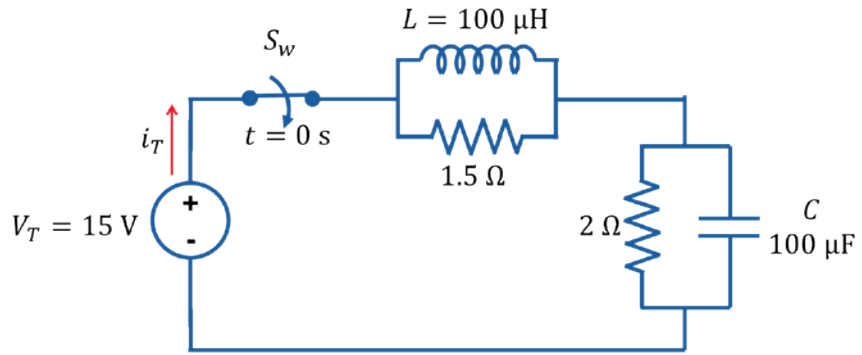 L = 100 μH
S_w
i_T
t = 0 s
1.5 Ω
V_T = 15 V
+
-
2 Ω
C
100 μF